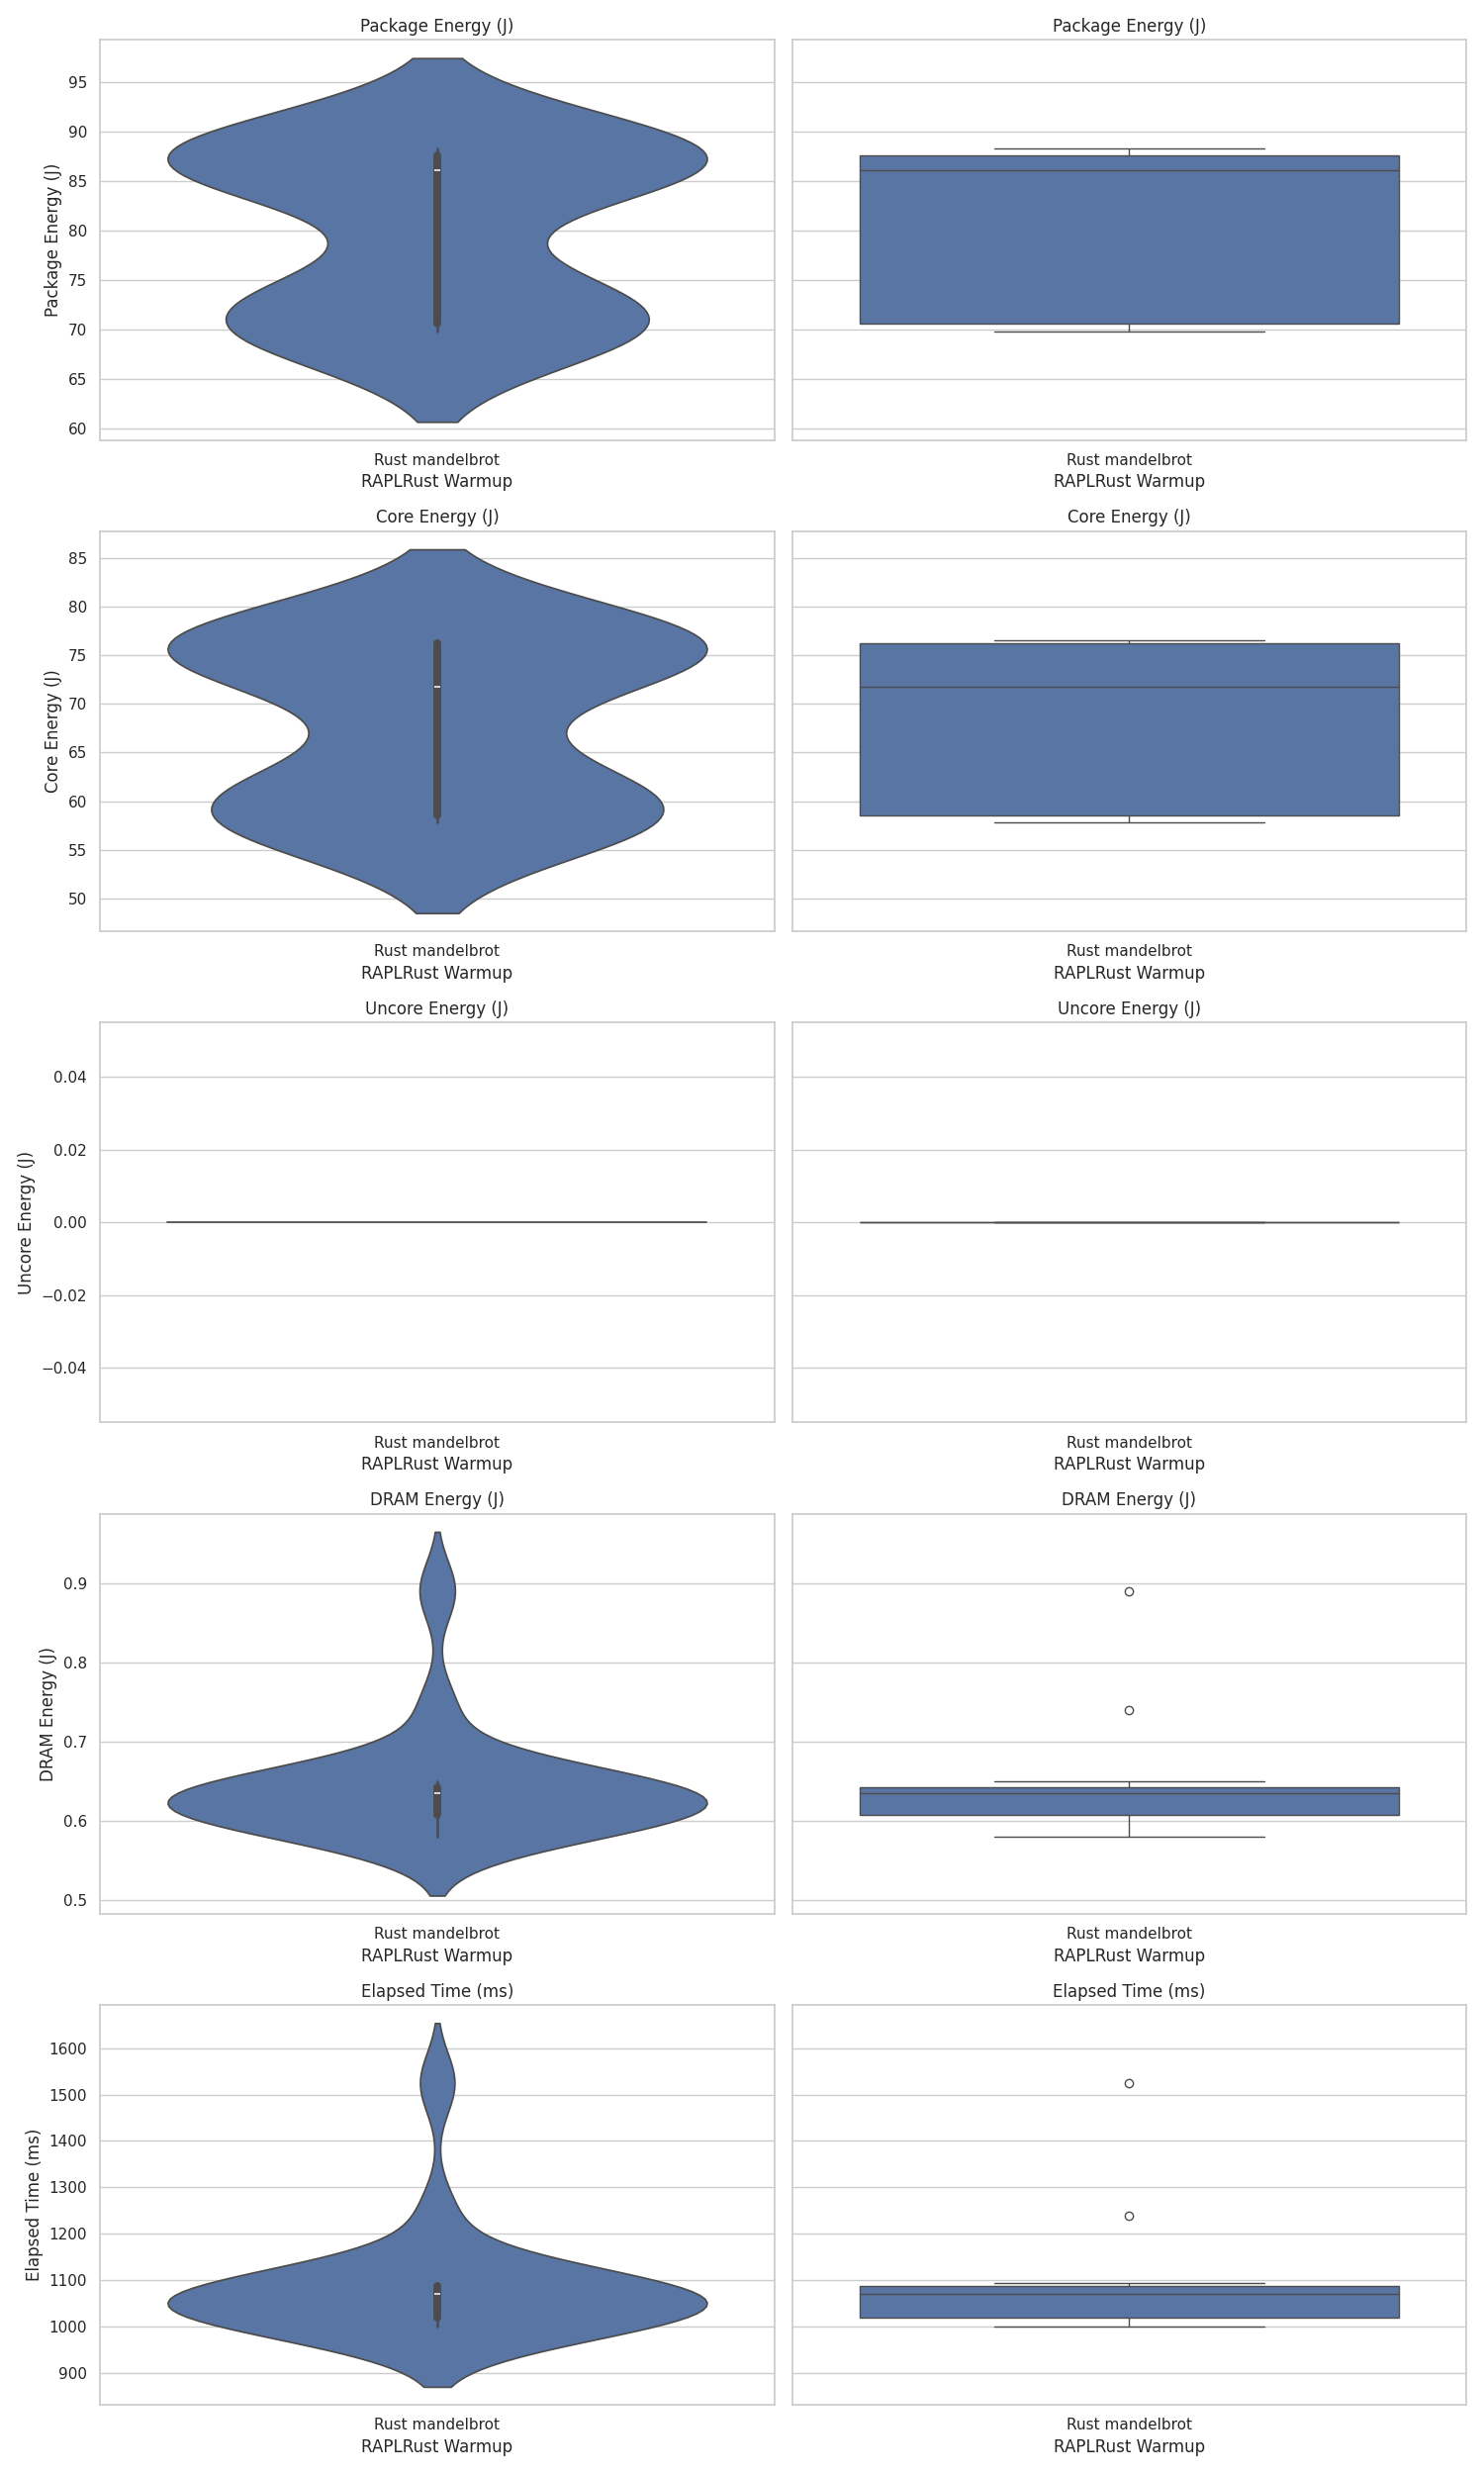 Package Energy (J)
Package Energy (J)
95
90
85
80
75
70
65
60
Package Energy (J)
Rust mandelbrot
RAPLRust Warmup
Rust mandelbrot
RAPLRust Warmup
Core Energy (J)
Core Energy (J)
85
80
75
70
65
60
55
50
Core Energy (J)
Rust mandelbrot
RAPLRust Warmup
Rust mandelbrot
RAPLRust Warmup
Uncore Energy (J)
Uncore Energy (J)
0.04
0.02
0.00
−0.02
−0.04
Uncore Energy (J)
Rust mandelbrot
RAPLRust Warmup
Rust mandelbrot
RAPLRust Warmup
DRAM Energy (J)
DRAM Energy (J)
0.9
0.8
0.7
0.6
0.5
DRAM Energy (J)
Rust mandelbrot
RAPLRust Warmup
Rust mandelbrot
RAPLRust Warmup
Elapsed Time (ms)
Elapsed Time (ms)
1600
1500
1400
1300
1200
1100
1000
900
Elapsed Time (ms)
Rust mandelbrot
RAPLRust Warmup
Rust mandelbrot
RAPLRust Warmup